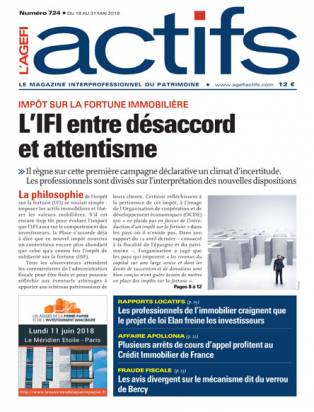 Numéro 724 • DU 18 AU 31 MAI 2018
L'AGEFI
actifs
LE MAGAZINE INTERPROFESSIONNEL DU PATRIMOINE • www.agefiactifs.com 12 €
IMPÔT SUR LA FORTUNE IMMOBILIÈRE
L'IFI entre désaccord
et attentisme
Il règne sur cette première campagne déclarative un climat d'incertitude.
Les professionnels sont divisés sur l'interprétation des nouvelles dispositions
La philosophie de l'impôt
sur la fortune (IFI) se voulait simple :
imposer les actifs immobiliers et libé-
rer les valeurs mobilières. S'il est
encore trop tôt pour évaluer l'impact
que l'IFI aura sur le comportement des
investisseurs, la Place s'accorde déjà
à dire que ce nouvel impôt nourrira
un contentieux encore plus abondant
que celui qu'a connu feu l'impôt de
solidarité sur la fortune (ISF).
Tous les observateurs attendent
les commentaires de l'administration
fiscale pour être fixés et pour pouvoir
réfléchir aux éventuels arbitrages à
apporter aux schémas patrimoniaux de
leurs clients. Certains réfléchissent à
la pertinence de cet impôt, à l'image
de l'Organisation de coopération et de
développement économiques (OCDE)
qui « ne plaide pas en faveur de l'intro-
duction d'un impôt sur la fortune » dans
les pays où il n'existe pas. Dans son
rapport du 12 avril dernier – consacré
à la fiscalité de l'épargne et du patri-
moine –, l'organisation « juge que
les pays qui imposent « les revenus du
capital sur une large assiette et dont les
droits de succession et de donations sont
bien conçus n'ont guère besoin de mettre
en place des impôts sur la fortune ».
Pages 8 à 12
LES ASSISES DE LA PIERRE-PAPIER
ET DE L'INVESTISSEMENT IMMOBILIER
Lundi 11 juin 2018
Le Méridien Etoile - Paris
RAPPORTS LOCATIFS
Les professionnels de l'immobilier craignent que
le projet de loi Elan freine les investisseurs
AFFAIRE APOLLONIA
Plusieurs arrêts de cours d'appel profitent au
Crédit Immobilier de France
FRAUDE FISCALE
Les avis divergent sur le mécanisme dit du verrou
de Bercy